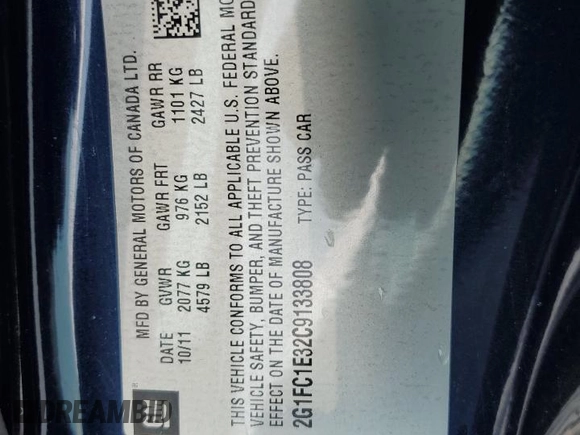 MFD BY GENERAL MOTORS OF CANADA LTD.
DATE GVWR GAWR FRT GAWR RR
10/11 2077 KG 976 KG 1101 KG
4579 LB 2152 LB 2427 LB
THIS VEHICLE CONFORMS TO ALL APPLICABLE U.S. FEDERAL MO
VEHICLE SAFETY, BUMPER, AND THEFT PREVENTION STANDARD
EFFECT ON THE DATE OF MANUFACTURE SHOWN ABOVE.
2G1FC1E32C9133808 TYPE: PASS CAR
DREAMBID